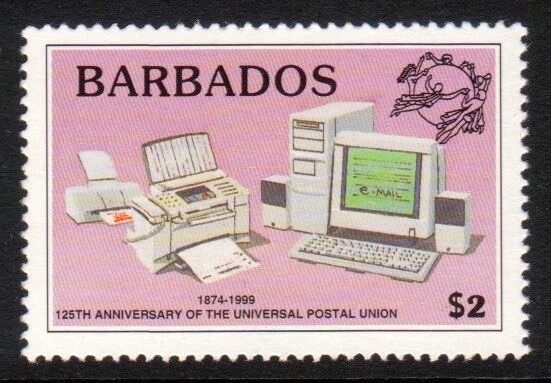 BARBADOS
e-MAIL
1874-1999
125TH ANNIVERSARY OF THE UNIVERSAL POSTAL UNION
$2